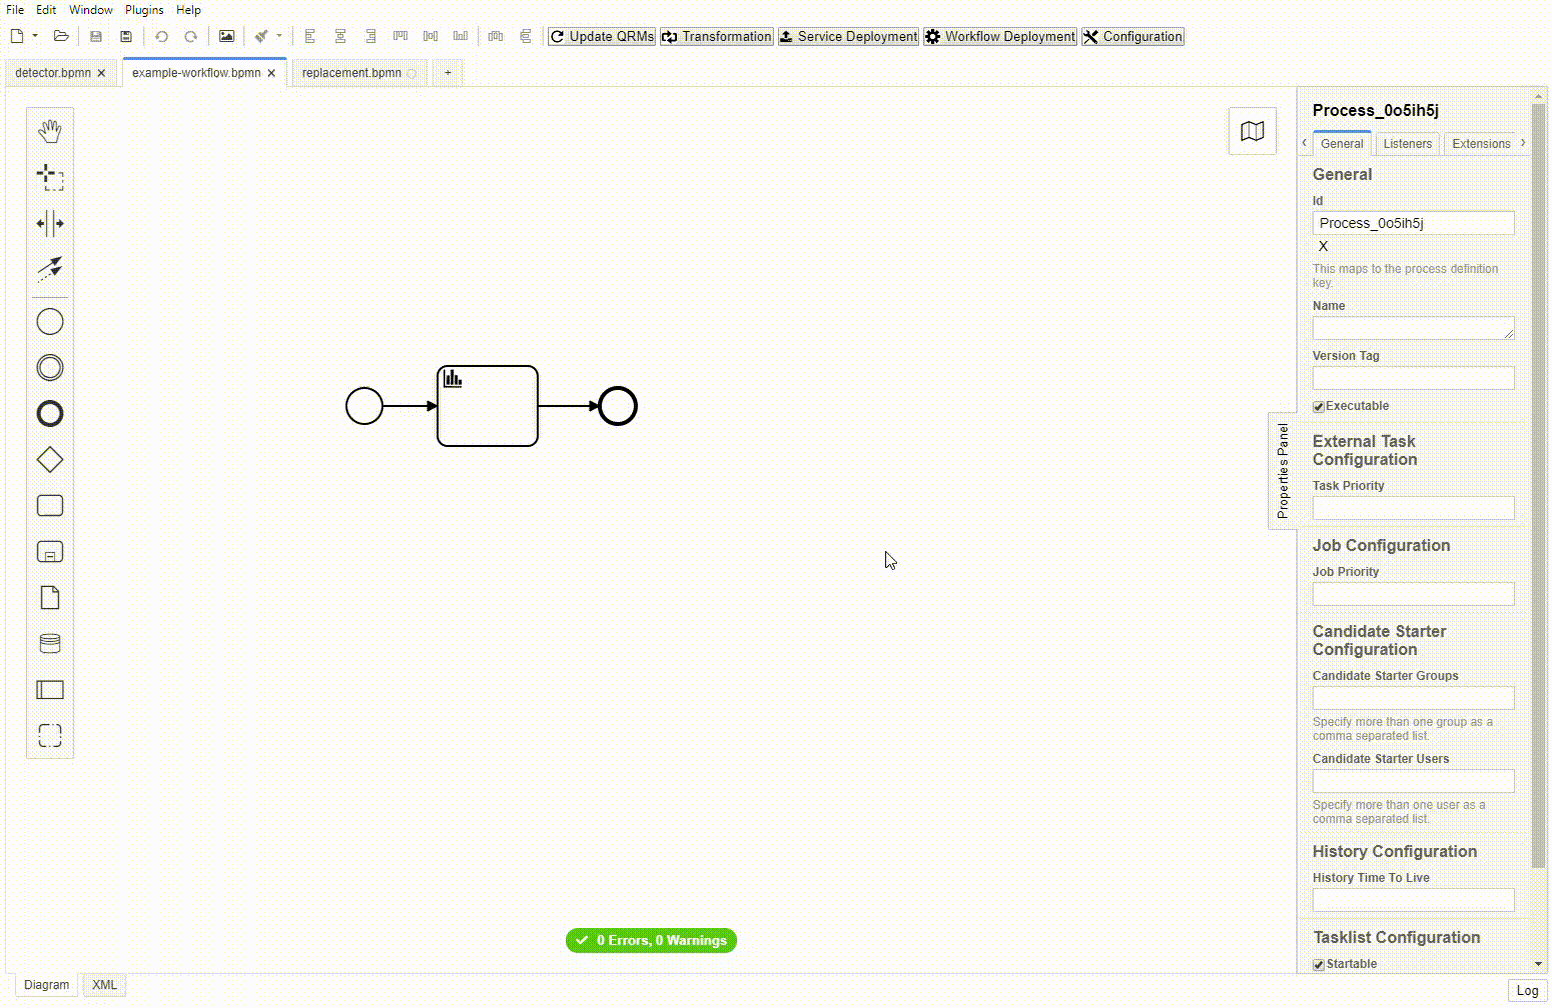 File Edit Window Plugins Help
Update QRMs Transformation Service Deployment Workflow Deployment Configuration
detector.bpmn example-workflow.bpmn replacement.bpmn +
Process_0o5ih5j
General Listeners Extensions
General
Id
Process_0o5ih5j
X
This maps to the process definition
key.
Name
Version Tag
Executable
External Task
Configuration
Task Priority
Properties Panel
Job Configuration
Job Priority
Candidate Starter
Configuration
Candidate Starter Groups
Specify more than one group as a
comma separated list.
Candidate Starter Users
Specify more than one user as a
comma separated list.
History Configuration
History Time To Live
Tasklist Configuration
Startable
0 Errors, 0 Warnings
Diagram XML
Log